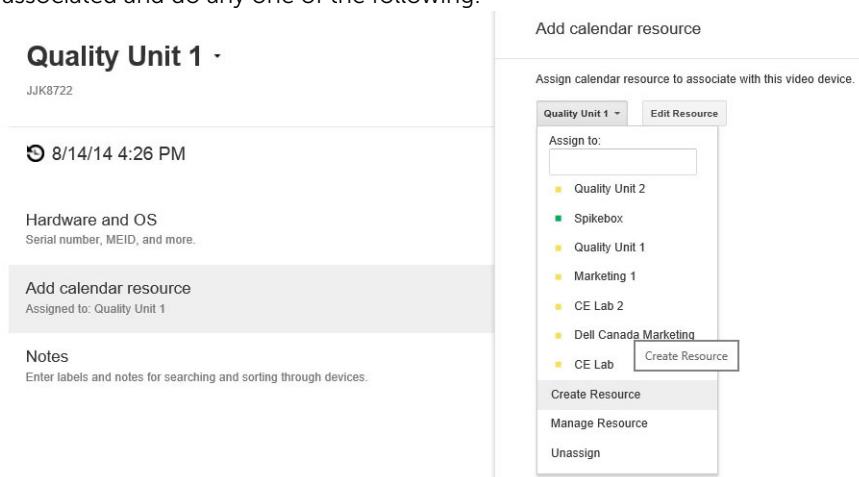 associated and do any one of the following:
Quality Unit 1
JJK8722
8/14/14 4:26 PM
Hardware and OS
Serial number, MEID, and more.
Add calendar resource
Assigned to: Quality Unit 1
Notes
Enter labels and notes for searching and sorting through devices.
Add calendar resource
Assign calendar resource to associate with this video device.
Quality Unit 1 Edit Resource
Assign to:
Quality Unit 2
Spikebox
Quality Unit 1
Marketing 1
CE Lab 2
Dell Canada Marketing
Create Resource
CE Lab
Create Resource
Manage Resource
Unassign